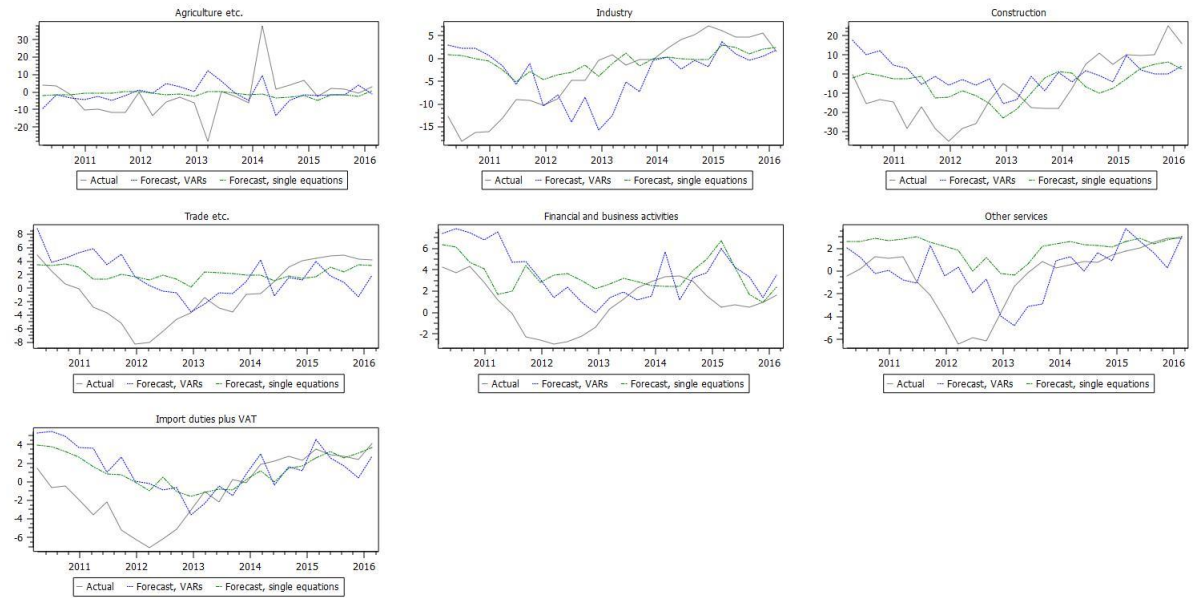 Agriculture etc.
30
20
10
0
-10
-20
2011 2012 2013 2014 2015 2016
Actual Forecast, VARs Forecast, single equations
Industry
5
0
-5
-10
-15
2011 2012 2013 2014 2015 2016
Actual Forecast, VARs Forecast, single equations
Construction
20
10
0
-10
-20
-30
2011 2012 2013 2014 2015 2016
Actual Forecast, VARs Forecast, single equations
Trade etc.
8
6
4
2
0
-2
-4
-6
-8
2011 2012 2013 2014 2015 2016
Actual Forecast, VARs Forecast, single equations
Financial and business activities
6
4
2
0
-2
2011 2012 2013 2014 2015 2016
Actual Forecast, VARs Forecast, single equations
Other services
2
0
-2
-4
-6
2011 2012 2013 2014 2015 2016
Actual Forecast, VARs Forecast, single equations
Import duties plus VAT
4
2
0
-2
-4
-6
2011 2012 2013 2014 2015 2016
Actual Forecast, VARs Forecast, single equations